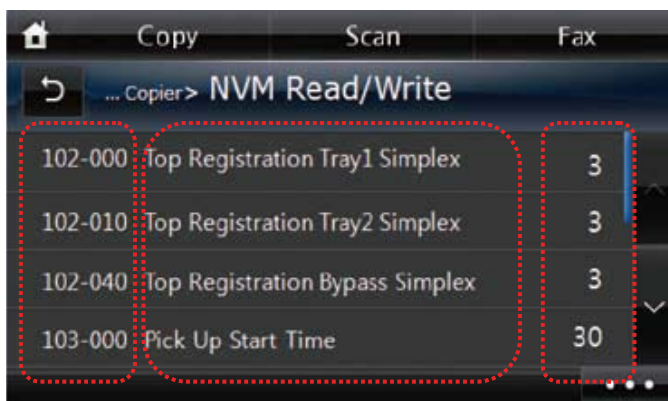 Copy Scan Fax
... Copier> NVM Read/Write
102-000 Top Registration Tray1 Simplex 3
102-010 Top Registration Tray2 Simplex 3
102-040 Top Registration Bypass Simplex 3
103-000 Pick Up Start Time 30